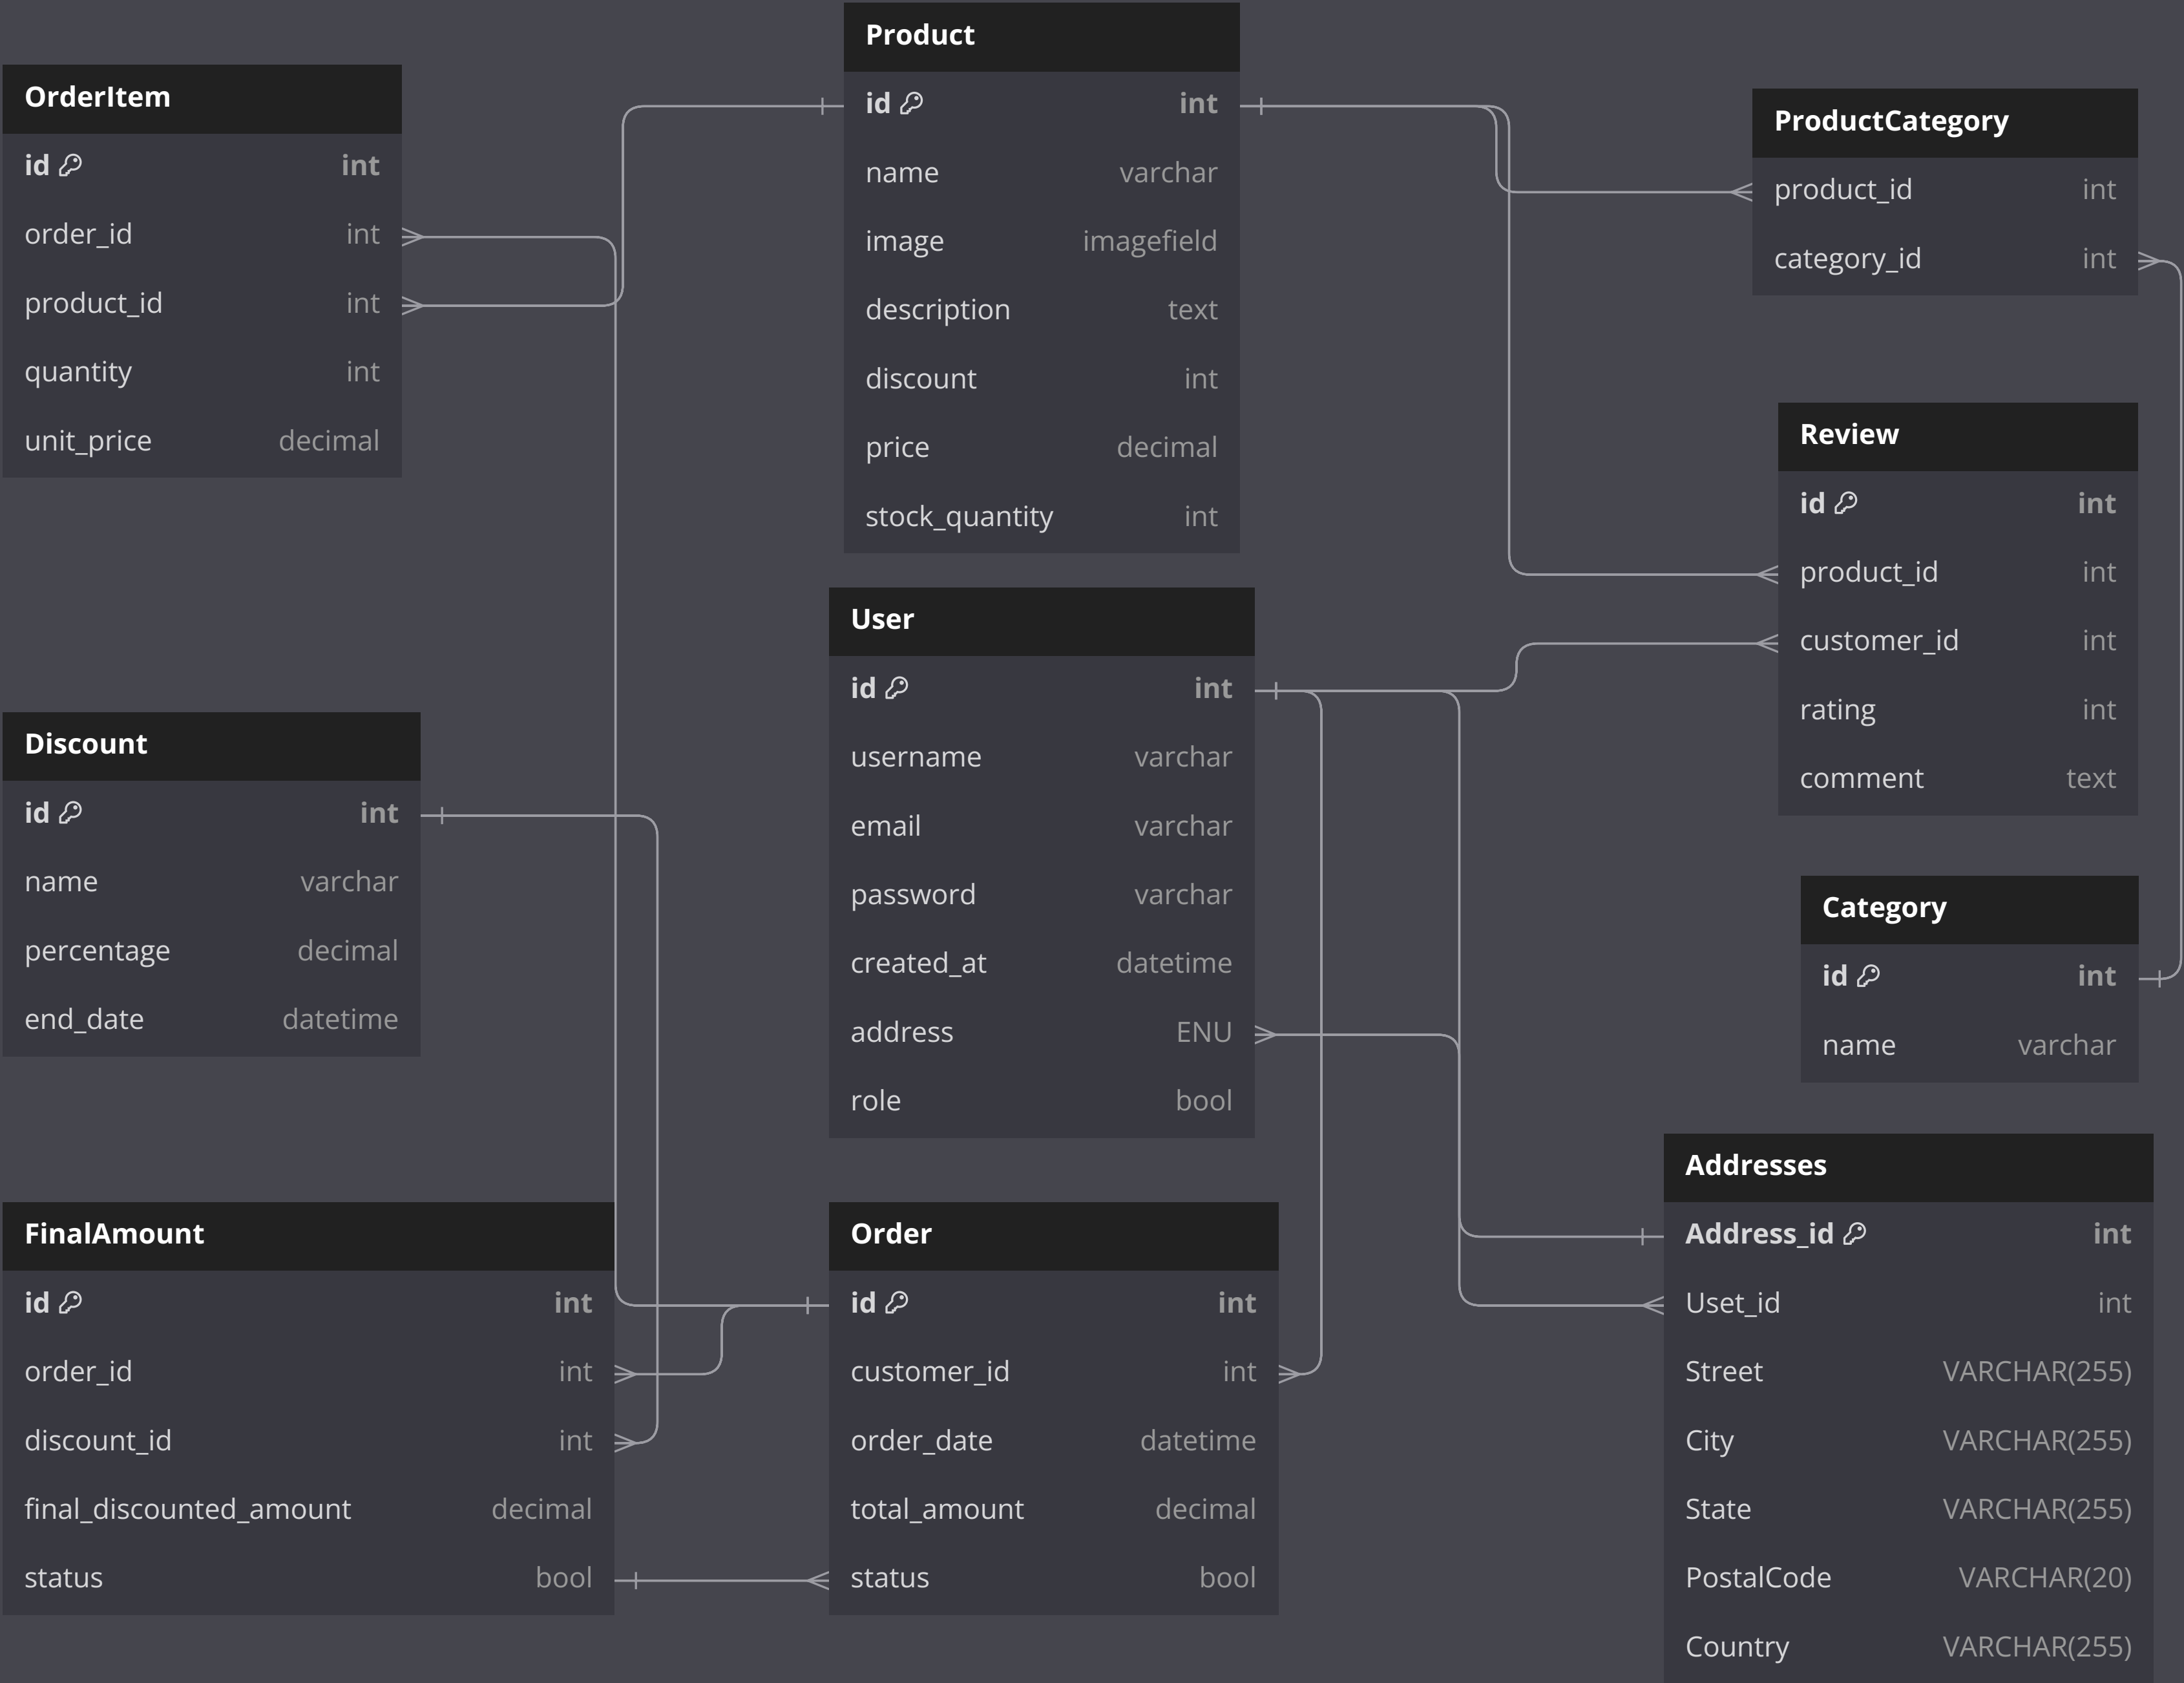 Product
id int
name varchar
image imagefield
description text
discount int
price decimal
stock_quantity int
OrderItem
id int
order_id int
product_id int
quantity int
unit_price decimal
ProductCategory
product_id int
category_id int
Review
id int
product_id int
customer_id int
rating int
comment text
User
id int
username varchar
email varchar
password varchar
created_at datetime
address ENU
role bool
Discount
id int
name varchar
percentage decimal
end_date datetime
Category
id int
name varchar
Addresses
Address_id int
Uset_id int
Street VARCHAR(255)
City VARCHAR(255)
State VARCHAR(255)
PostalCode VARCHAR(20)
Country VARCHAR(255)
FinalAmount
id int
order_id int
discount_id int
final_discounted_amount decimal
status bool
Order
id int
customer_id int
order_date datetime
total_amount decimal
status bool